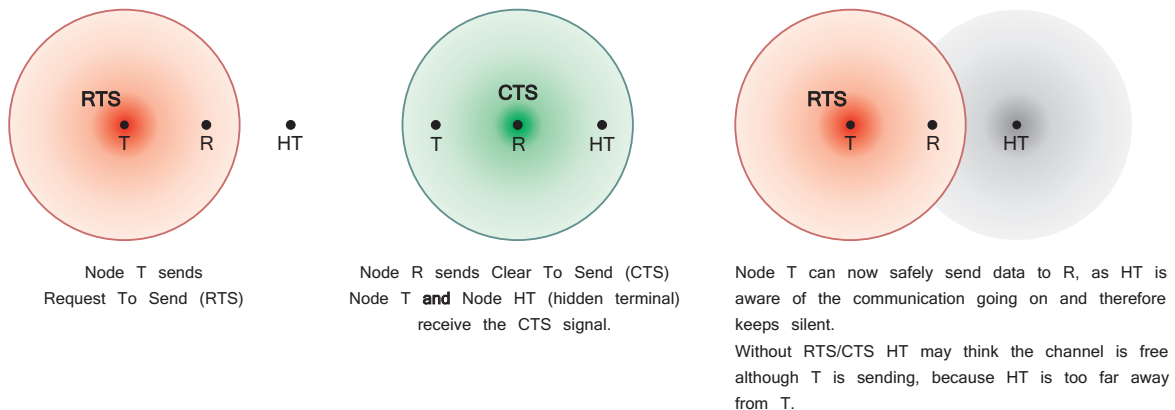 RTS
T
R
HT
Node T sends
Request To Send (RTS)
CTS
T
R
HT
Node R sends Clear To Send (CTS)
Node T and Node HT (hidden terminal)
receive the CTS signal.
RTS
T
R
HT
Node T can now safely send data to R, as HT is
aware of the communication going on and therefore
keeps silent.
Without RTS/CTS HT may think the channel is free
although T is sending, because HT is too far away
from T.